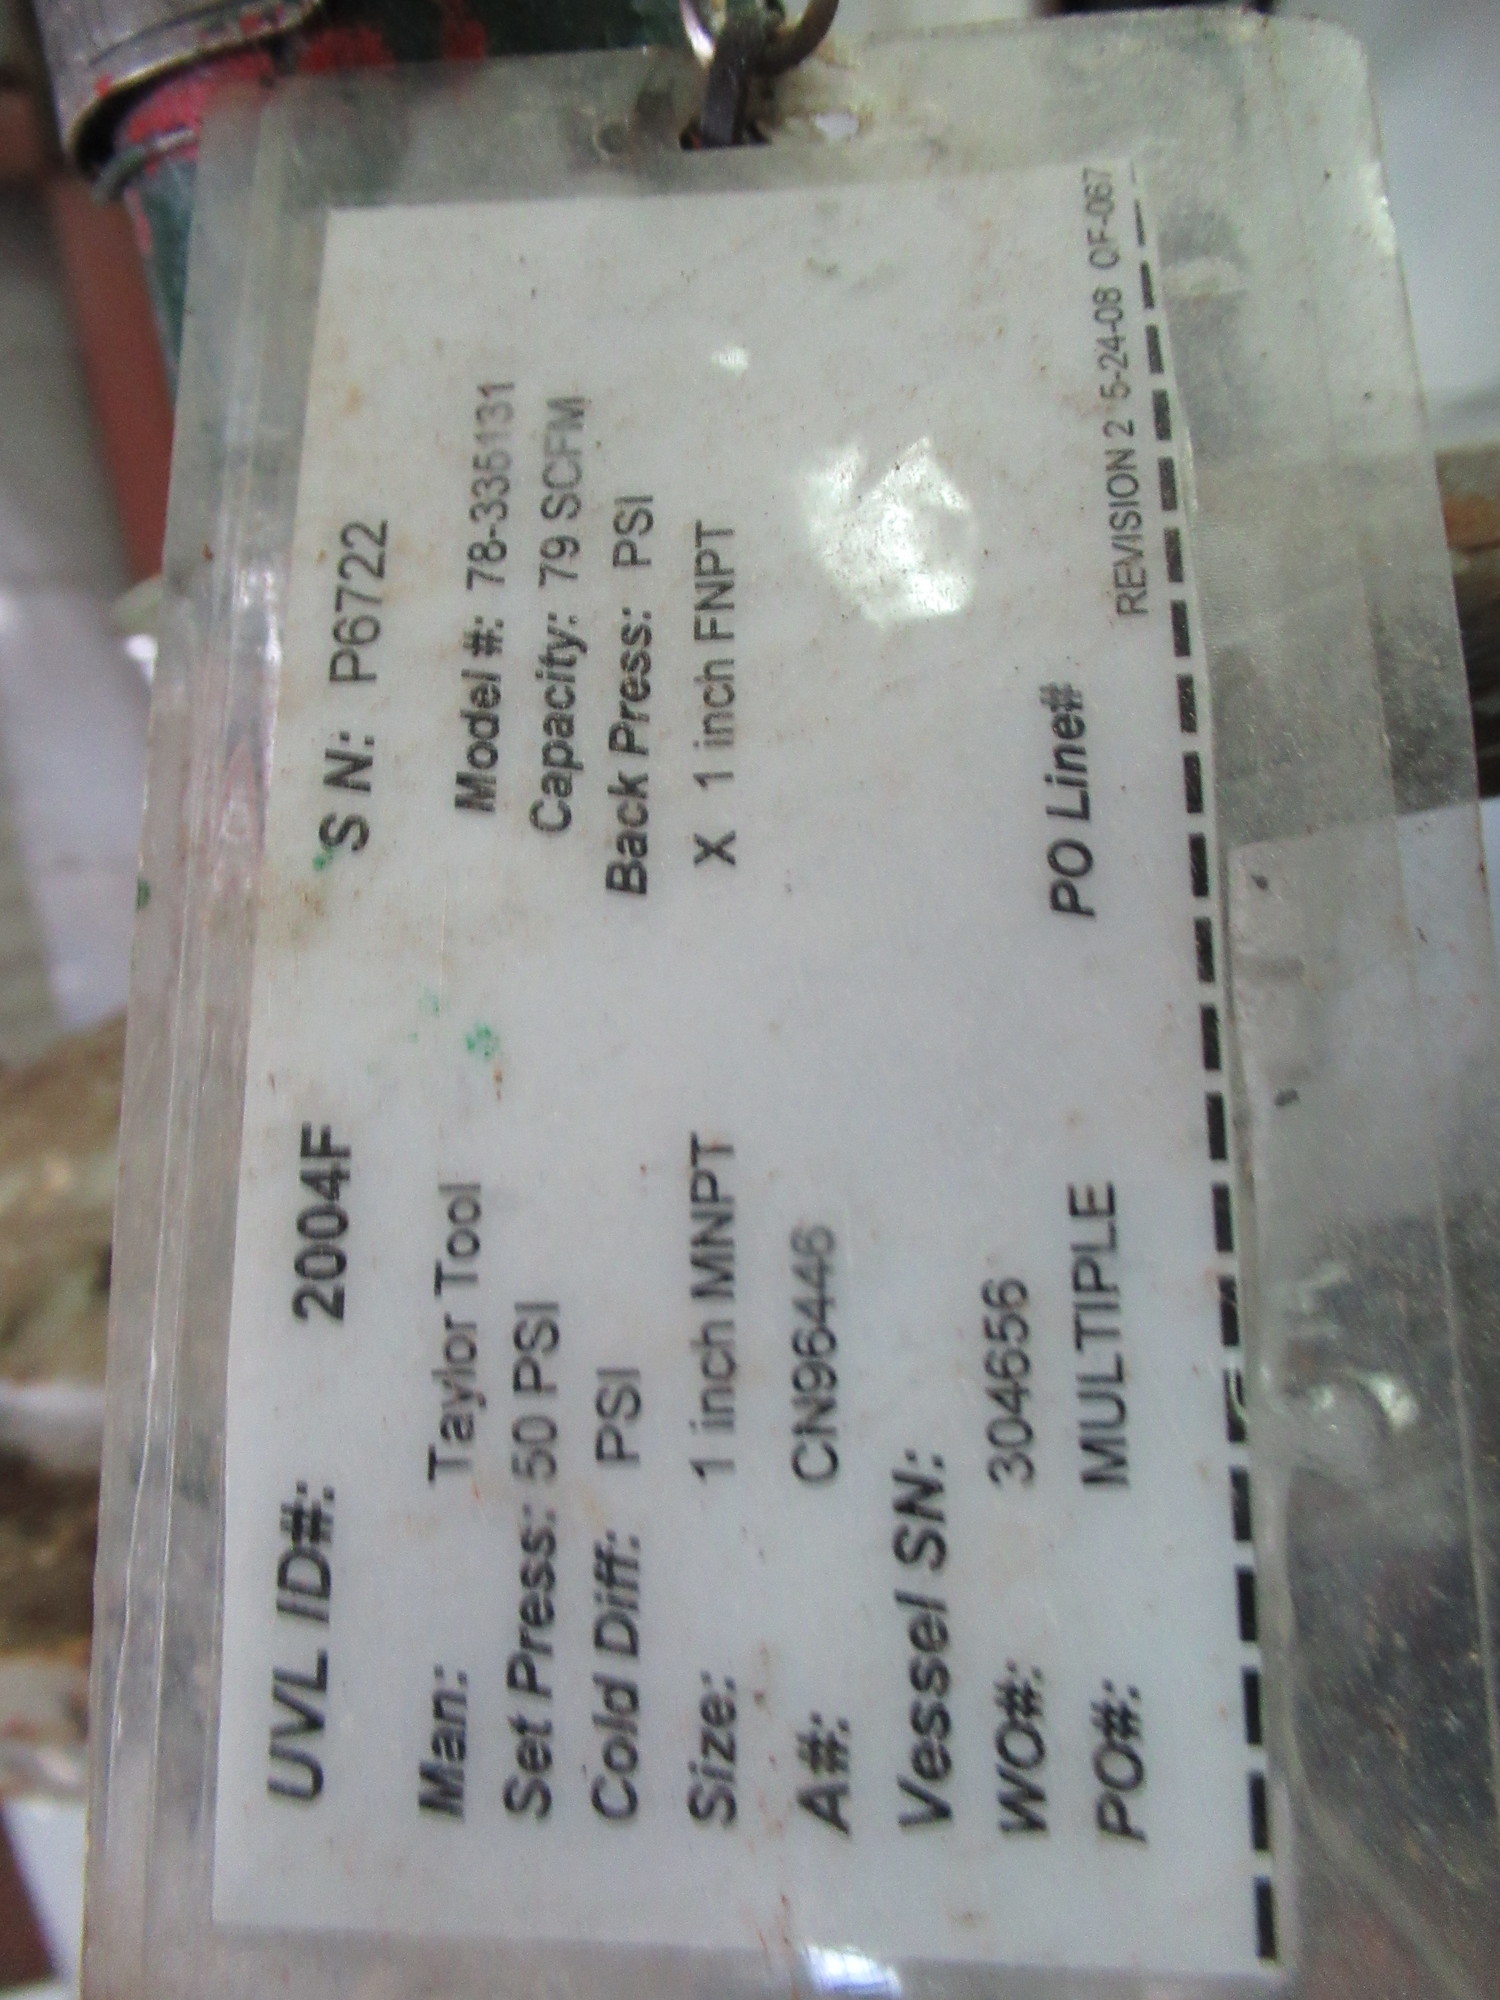 UVL ID#: 2004F S N: P6722
Man: Taylor Tool Model #: 78-335131
Set Press: 50 PSI Capacity: 79 SCFM
Cold Diff: PSI Back Press: PSI
Size: 1 inch MNPT X 1 inch FNPT
A#: CN96446
Vessel SN:
WO#: 304656
PO#: MULTIPLE PO Line#
REVISION 2 5-24-08 QF-067